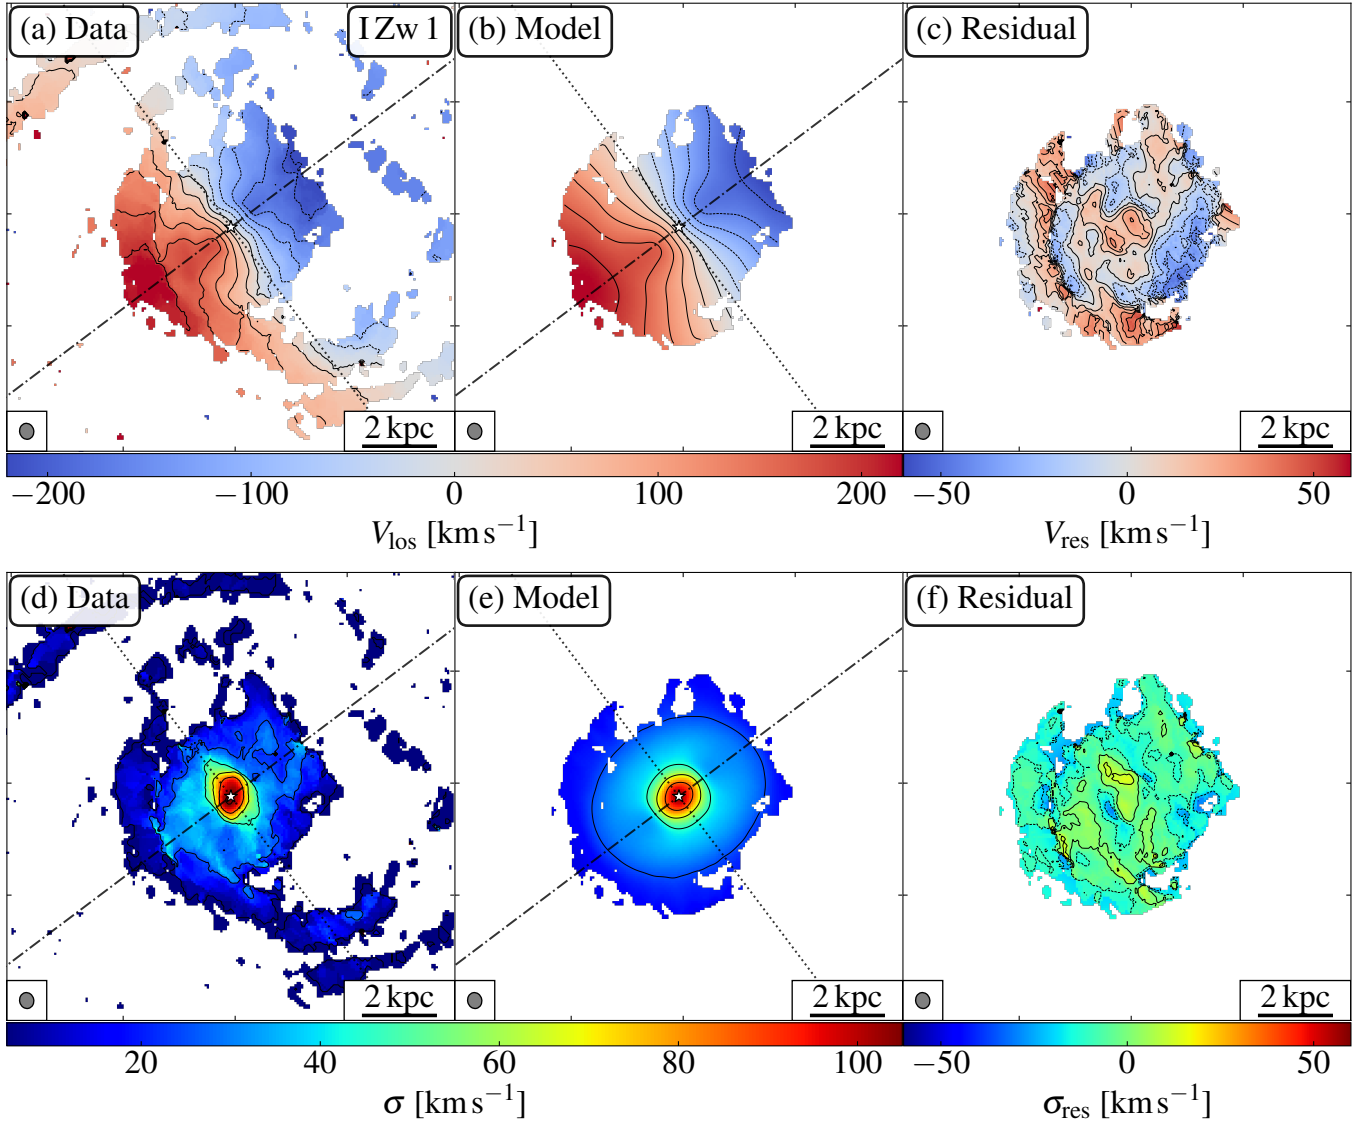 (a) Data
I Zw 1
(b) Model
(c) Residual
2 kpc
2 kpc
2 kpc
−200 −100 0 100 200
−50 0 50
V_los [km s⁻¹]
V_res [km s⁻¹]
(d) Data
(e) Model
(f) Residual
2 kpc
2 kpc
2 kpc
20 40 60 80 100
−50 0 50
σ [km s⁻¹]
σ_res [km s⁻¹]